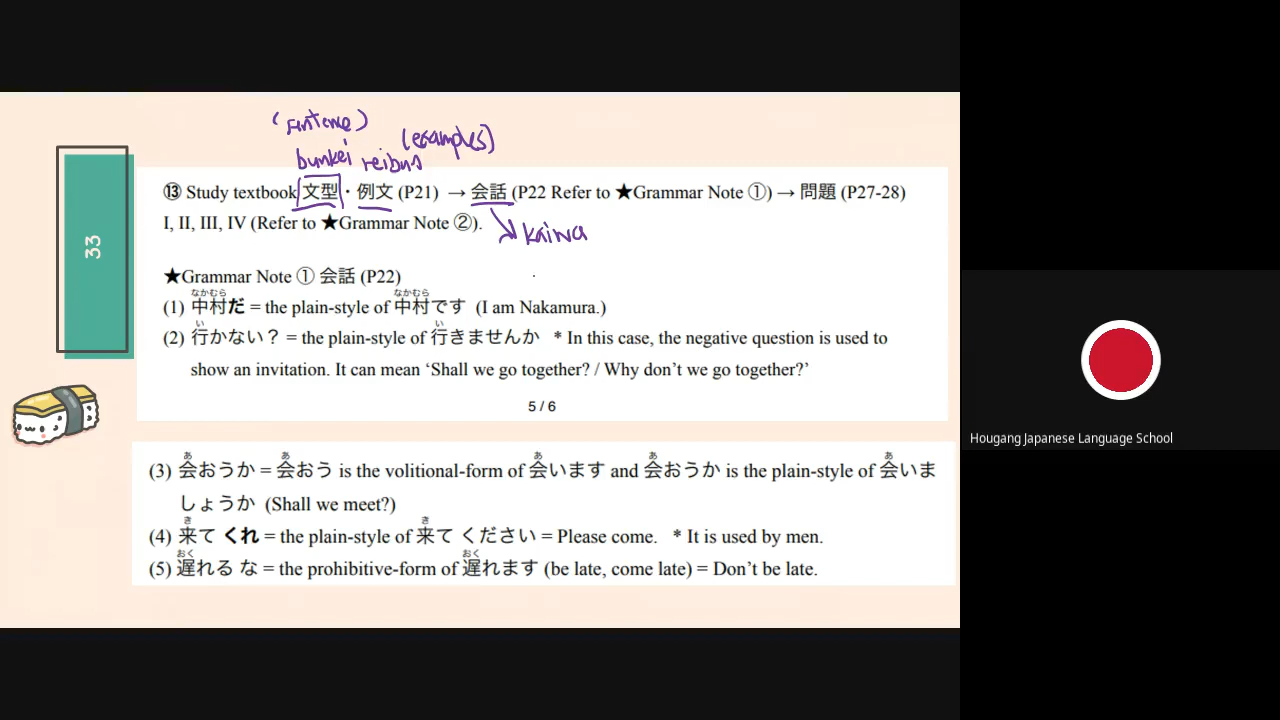 (sentence)
bunkei reibun (examples)
33
⑬ Study textbook 文型・例文 (P21) → 会話 (P22 Refer to ★Grammar Note ①) → 問題 (P27-28)
I, II, III, IV (Refer to ★Grammar Note ②).
kaiwa
★Grammar Note ① 会話 (P22)
なかむら なかむら
(1) 中村だ = the plain-style of 中村です (I am Nakamura.)
い い
(2) 行かない？ = the plain-style of 行きませんか * In this case, the negative question is used to
show an invitation. It can mean ‘Shall we go together? / Why don’t we go together?’
5 / 6
あ あ あ あ あ
(3) 会おうか = 会おう is the volitional-form of 会います and 会おうか is the plain-style of 会いま
しょうか (Shall we meet?)
き き
(4) 来て くれ = the plain-style of 来て ください = Please come. * It is used by men.
おく おく
(5) 遅れる な = the prohibitive-form of 遅れます (be late, come late) = Don’t be late.
Hougang Japanese Language School